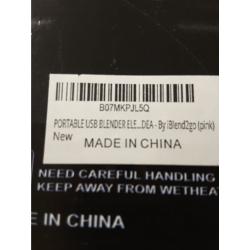 B07MKPJL5Q
PORTABLE USB BLENDER ELE...DEA - By iBlend2go (pink)
New
MADE IN CHINA
NEED CAREFUL HANDLING
KEEP AWAY FROM WETHEA
IN CHINA